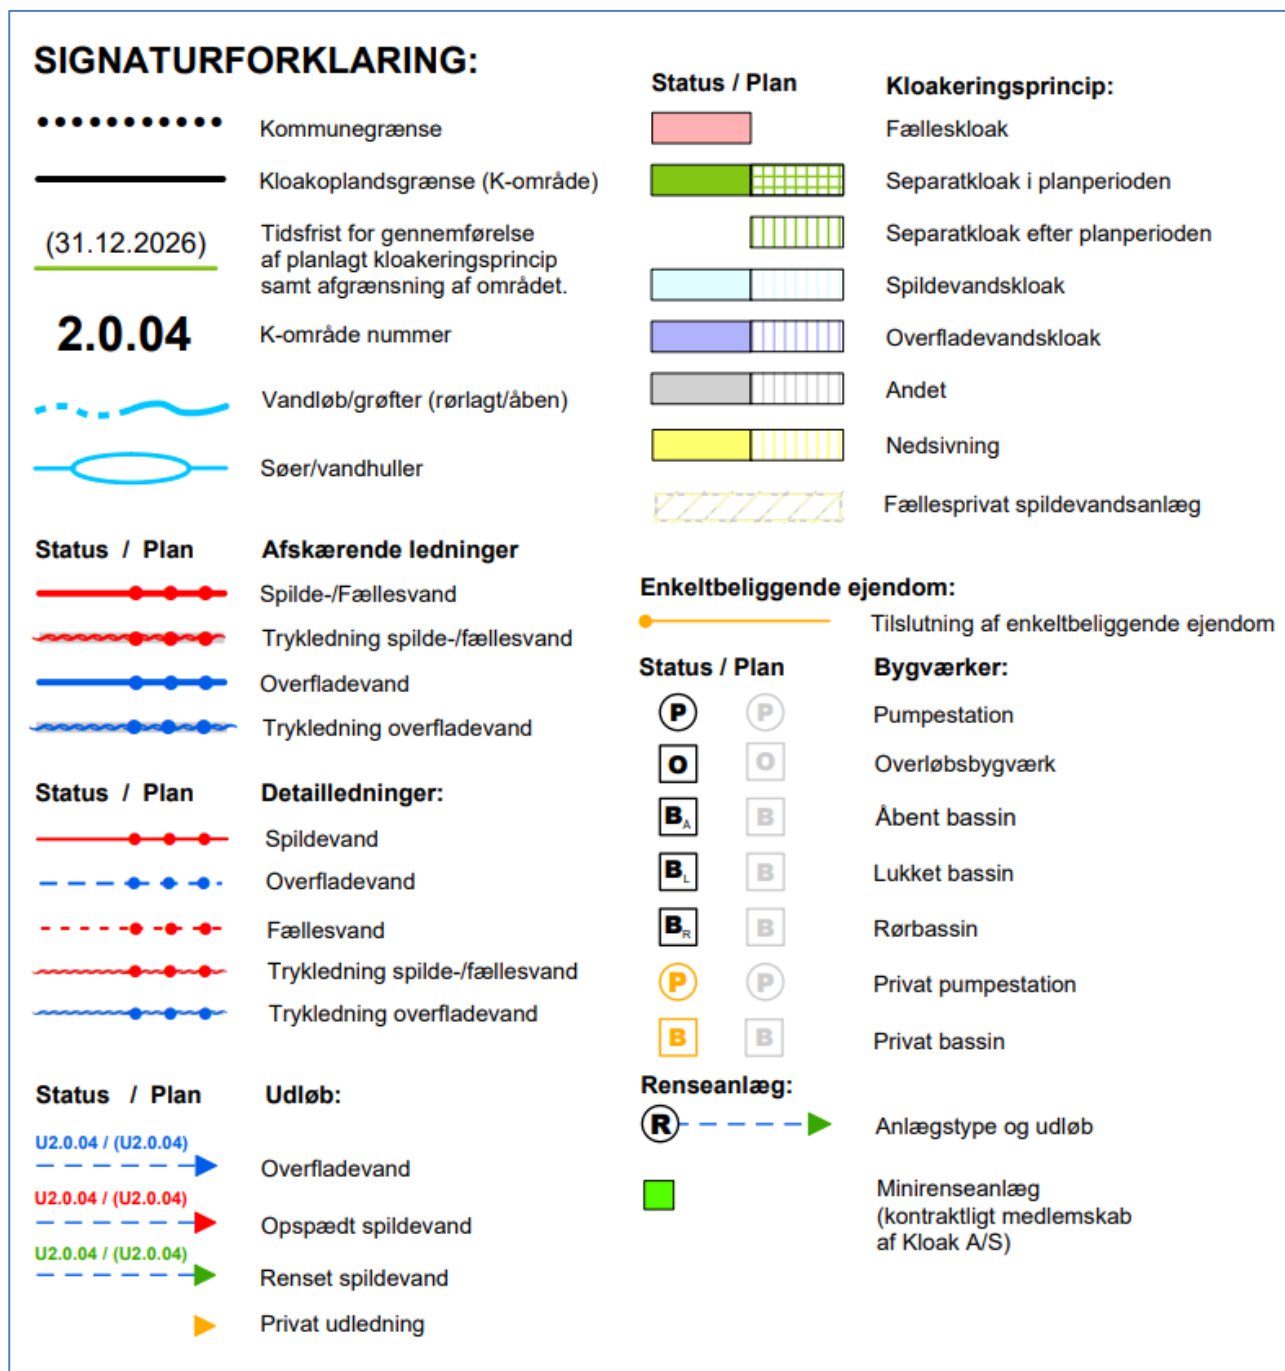 SIGNATURFORKLARING:
Kommunegrænse
Kloakoplandsgrænse (K-område)
(31.12.2026)
Tidsfrist for gennemførelse
af planlagt kloakeringsprincip
samt afgrænsning af området.
2.0.04
K-område nummer
Vandløb/grøfter (rørlagt/åben)
Søer/vandhuller
Status / Plan Afskærende ledninger
Spilde-/Fællesvand
Trykledning spilde-/fællesvand
Overfladevand
Trykledning overfladevand
Status / Plan Detailledninger:
Spildevand
Overfladevand
Fællesvand
Trykledning spilde-/fællesvand
Trykledning overfladevand
Status / Plan Udløb:
U2.0.04 / (U2.0.04)
Overfladevand
U2.0.04 / (U2.0.04)
Opspædt spildevand
U2.0.04 / (U2.0.04)
Renset spildevand
Privat udledning
Status / Plan Kloakeringsprincip:
Fælleskloak
Separatkloak i planperioden
Separatkloak efter planperioden
Spildevandskloak
Overfladevandskloak
Andet
Nedsivning
Fællesprivat spildevandsanlæg
Enkeltbeliggende ejendom:
Tilslutning af enkeltbeliggende ejendom
Status / Plan Bygværker:
P P Pumpestation
O O Overløbsbygværk
BA B Åbent bassin
BL B Lukket bassin
BR B Rørbassin
P P Privat pumpestation
B B Privat bassin
Renseanlæg:
R Anlægstype og udløb
Minirenseanlæg
(kontraktligt medlemskab
af Kloak A/S)